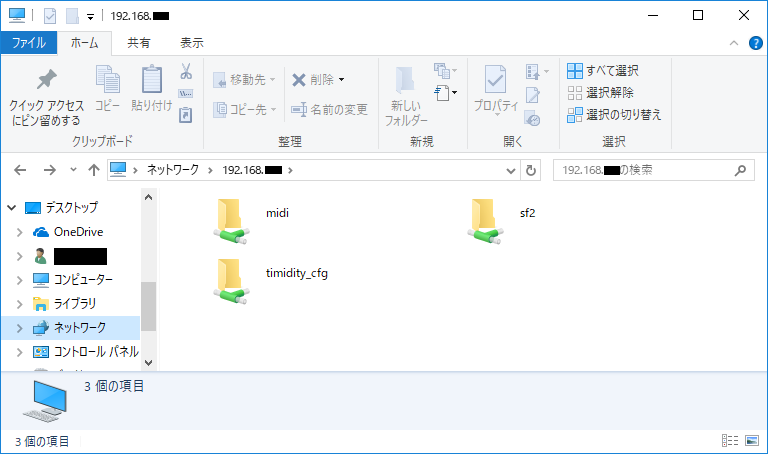 192.168.
ファイル ホーム 共有 表示
クイック アクセス
にピン留めする
コピー
貼り付け
移動先
コピー先
削除
名前の変更
新しい
フォルダー
プロパティ
すべて選択
選択解除
選択の切り替え
クリップボード 整理 新規 開く 選択
ネットワーク 192.168.
192.168. の検索
デスクトップ
OneDrive
コンピューター
ライブラリ
ネットワーク
コントロール パネル
midi
sf2
timidity_cfg
3 個の項目
3 個の項目